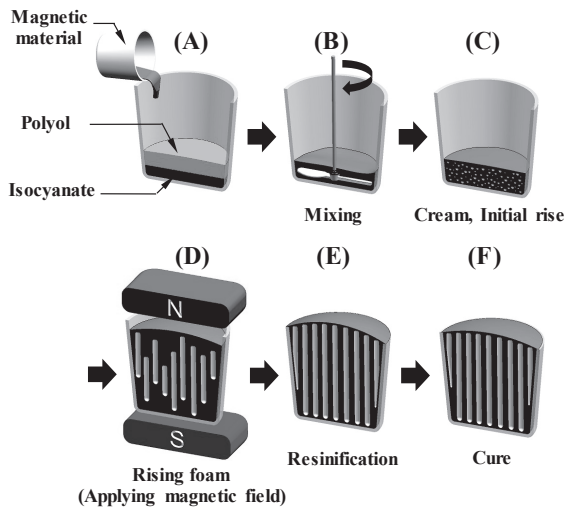 Magnetic
material
(A)
Polyol
Isocyanate
(B)
Mixing
(C)
Cream, Initial rise
(D)
N
S
Rising foam
(Applying magnetic field)
(E)
Resinification
(F)
Cure